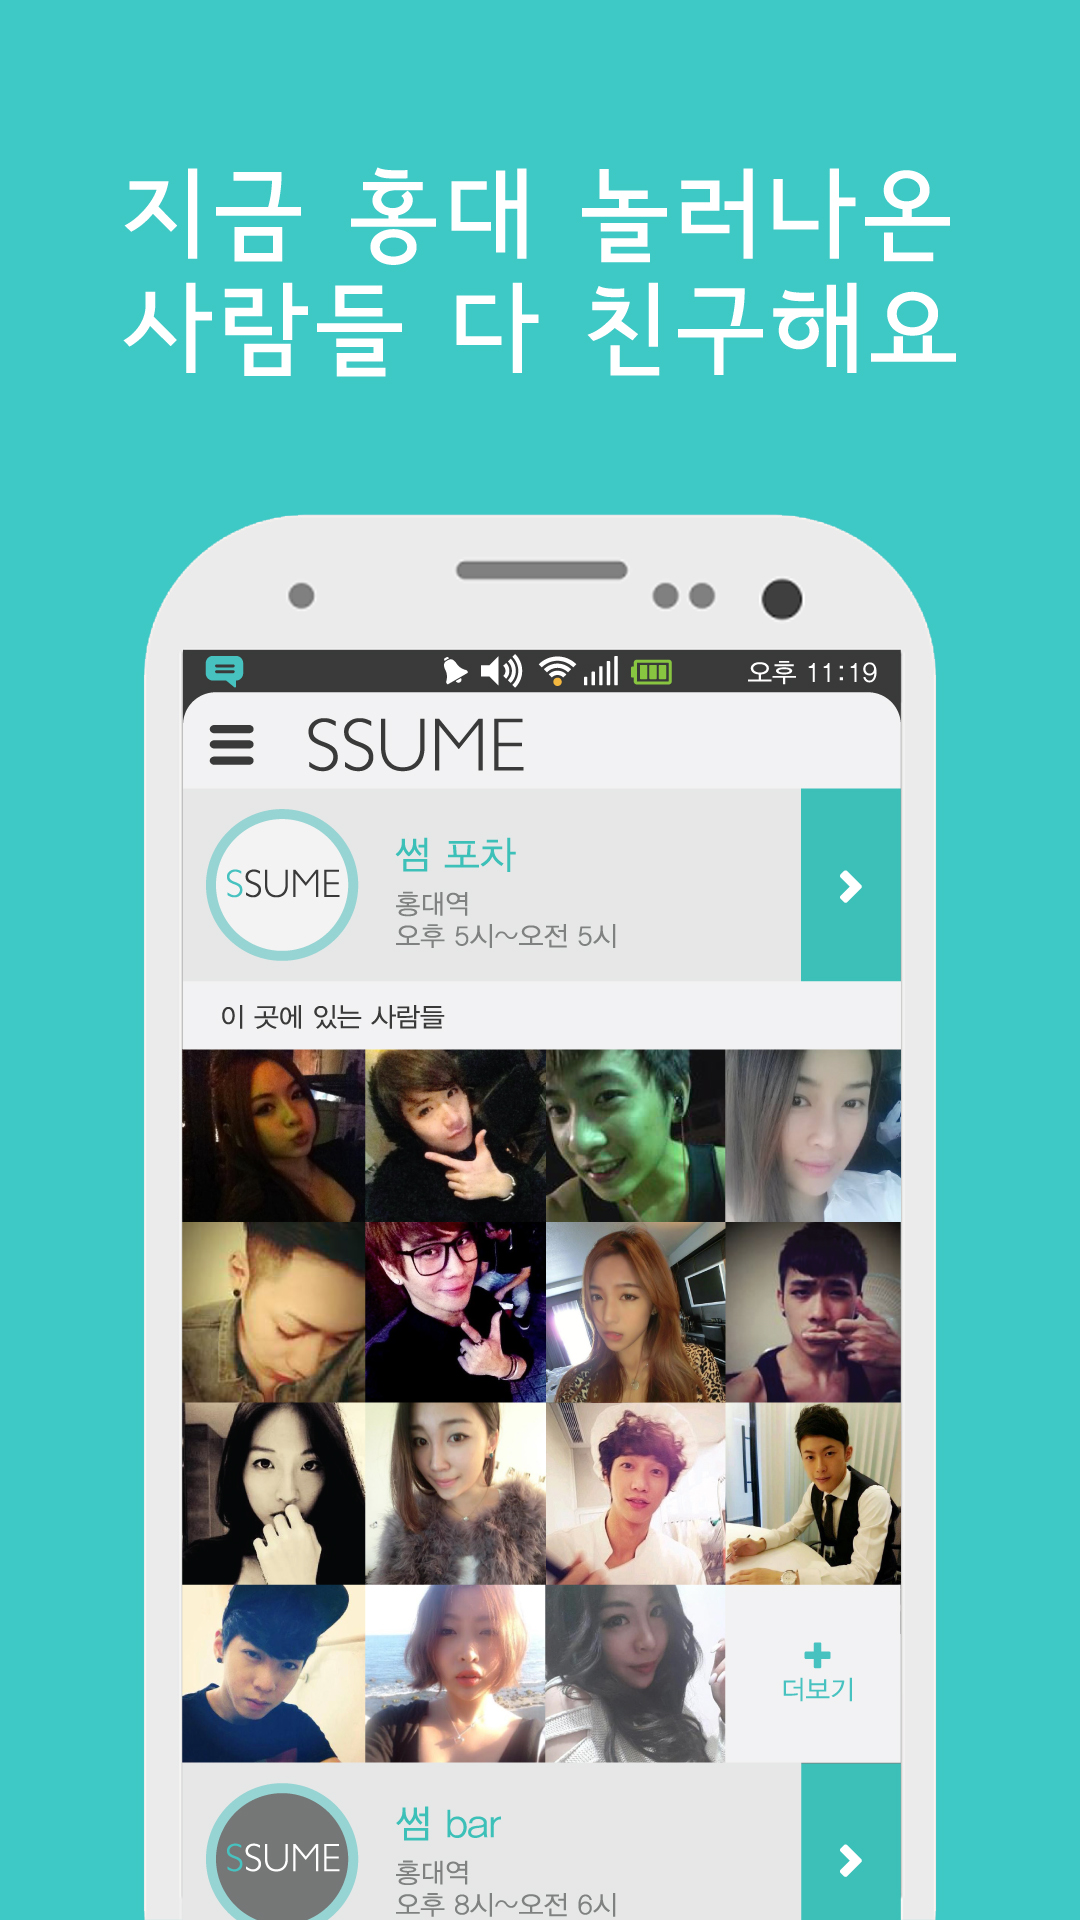 지금 홍대 놀러나온
사람들 다 친구해요
오후 11:19
SSUME
SSUME
썸 포차
홍대역
오후 5시~오전 5시
이 곳에 있는 사람들
더보기
SSUME
썸 bar
홍대역
오후 8시~오전 6시